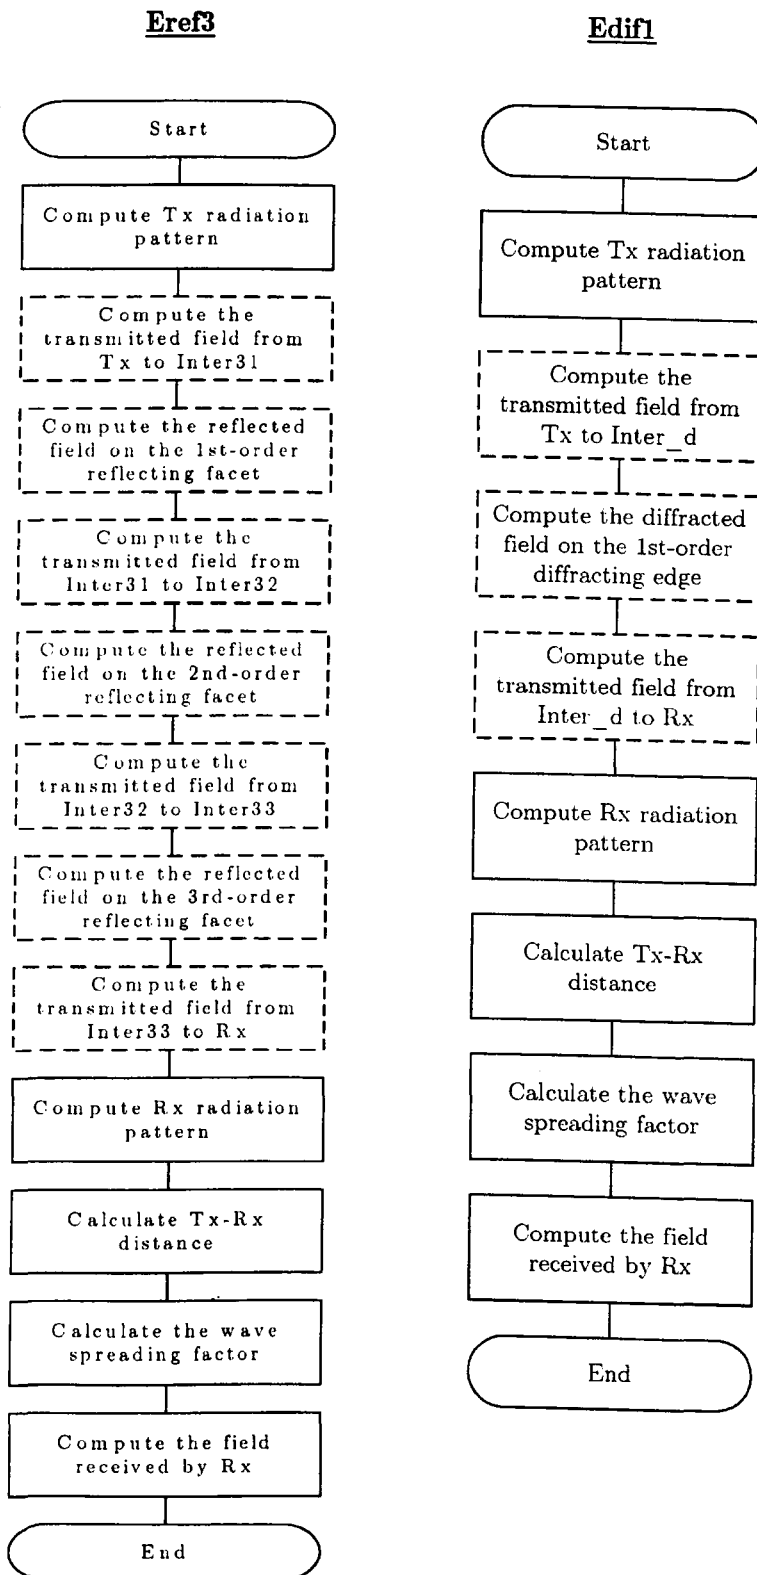 Eref3
Start
Compute Tx radiation
pattern
Compute the
transmitted field from
Tx to Inter31
Compute the reflected
field on the 1st-order
reflecting facet
Compute the
transmitted field from
Inter31 to Inter32
Compute the reflected
field on the 2nd-order
reflecting facet
Compute the
transmitted field from
Inter32 to Inter33
Compute the reflected
field on the 3rd-order
reflecting facet
Compute the
transmitted field from
Inter33 to Rx
Compute Rx radiation
pattern
Calculate Tx-Rx
distance
Calculate the wave
spreading factor
Compute the field
received by Rx
End
Edif1
Start
Compute Tx radiation
pattern
Compute the
transmitted field from
Tx to Inter_d
Compute the diffracted
field on the 1st-order
diffracting edge
Compute the
transmitted field from
Inter_d to Rx
Compute Rx radiation
pattern
Calculate Tx-Rx
distance
Calculate the wave
spreading factor
Compute the field
received by Rx
End